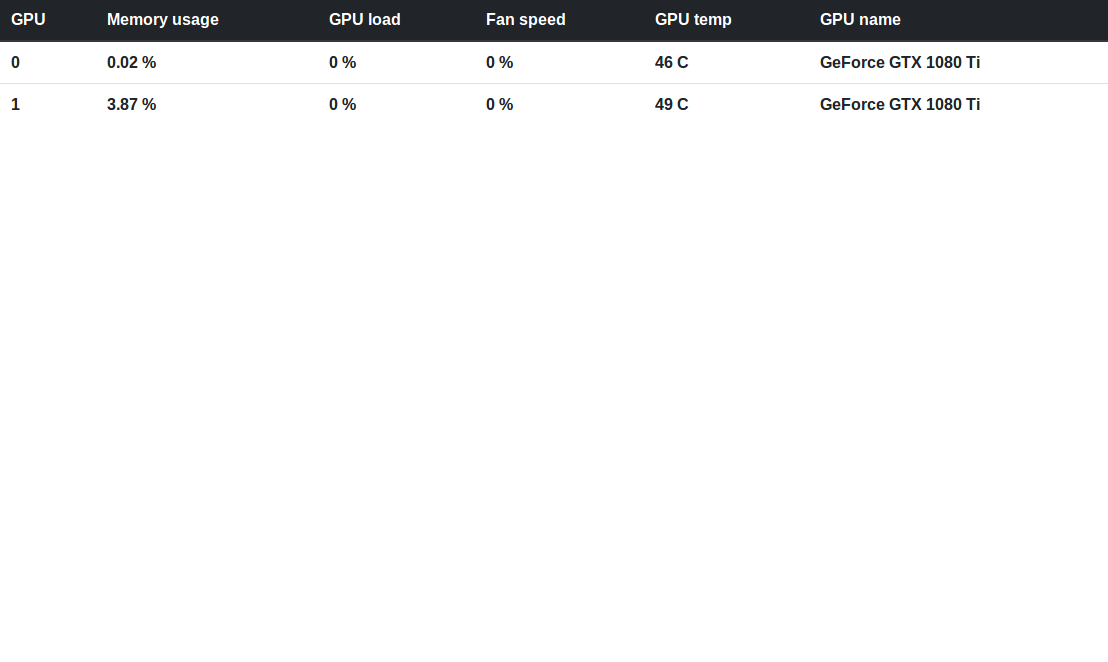 GPU Memory usage GPU load Fan speed GPU temp GPU name
0 0.02 % 0 % 0 % 46 C GeForce GTX 1080 Ti
1 3.87 % 0 % 0 % 49 C GeForce GTX 1080 Ti